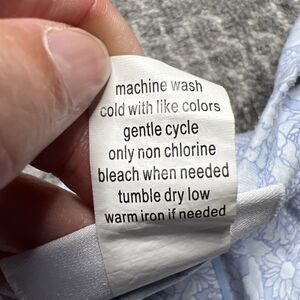 machine wash
cold with like colors
gentle cycle
only non chlorine
bleach when needed
tumble dry low
warm iron if needed